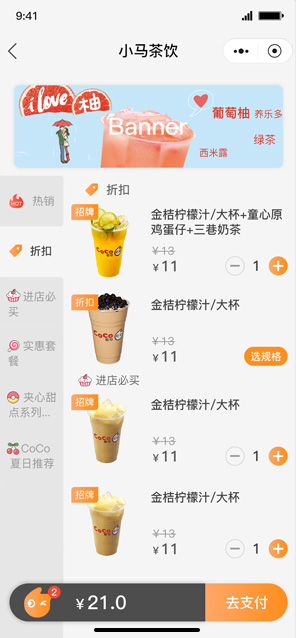 9:41
小马茶饮
i love 柚
Banner
葡萄柚 养乐多
绿茶
西米露
HOT 热销
折扣
进店必
买
实惠套
餐
夹心甜
点系列...
CoCo
夏日推荐
折扣
招牌
金桔柠檬汁/大杯+童心原
鸡蛋仔+三巷奶茶
¥13
¥11
1
折扣
CoCo
金桔柠檬汁/大杯
¥13
¥11
选规格
进店必买
招牌
CoCo
金桔柠檬汁/大杯
¥13
¥11
1
招牌
CoCo
金桔柠檬汁/大杯
¥13
¥11
1
2
¥21.0
去支付